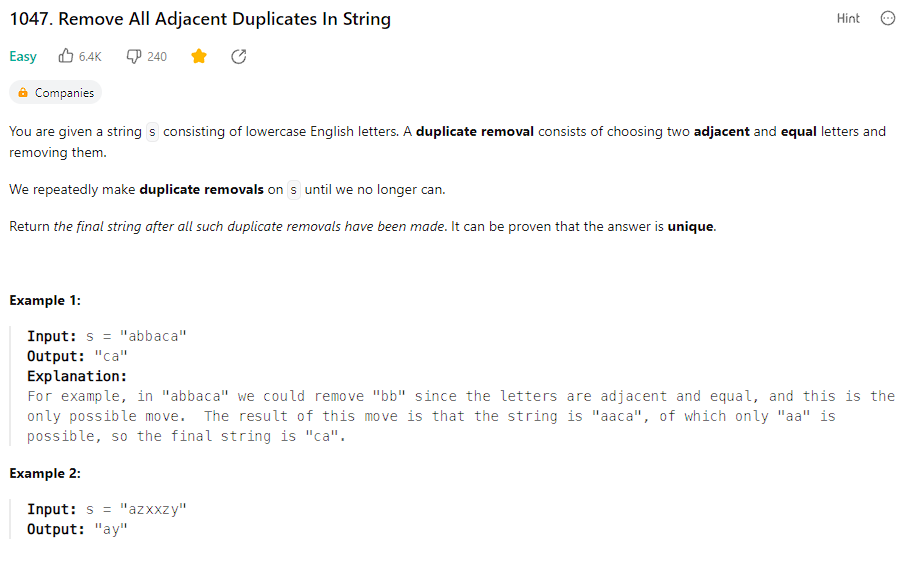 1047. Remove All Adjacent Duplicates In String
Hint
Easy 6.4K 240
Companies
You are given a string s consisting of lowercase English letters. A duplicate removal consists of choosing two adjacent and equal letters and
removing them.
We repeatedly make duplicate removals on s until we no longer can.
Return the final string after all such duplicate removals have been made. It can be proven that the answer is unique.
Example 1:
Input: s = "abbaca"
Output: "ca"
Explanation:
For example, in "abbaca" we could remove "bb" since the letters are adjacent and equal, and this is the
only possible move.  The result of this move is that the string is "aaca", of which only "aa" is
possible, so the final string is "ca".
Example 2:
Input: s = "azxxzy"
Output: "ay"